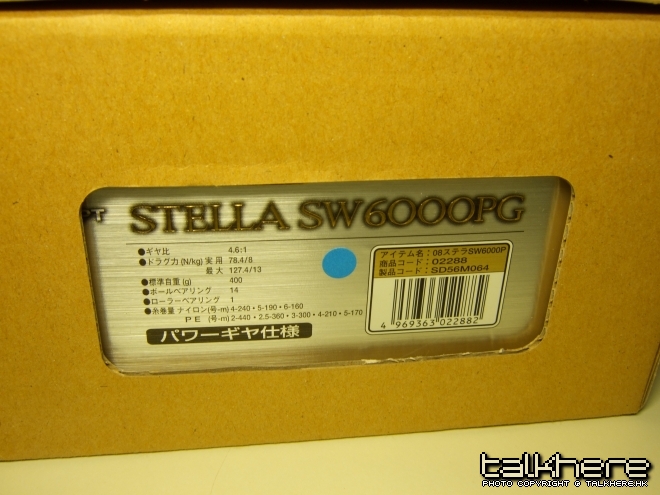 PT
STELLA SW6000PG
●ギヤ比 4.6:1
●ドラグ力(N/kg) 実用 78.4/8
最大 127.4/13
●標準自重(g) 400
●ボールベアリング 14
●ローラーベアリング 1
●糸巻量 ナイロン(号-m) 4-240・5-190・6-160
PE (号-m) 2-440・2.5-360・3-300・4-210・5-170
パワーギヤ仕様
アイテム名:08ステラSW6000P
商品コード:02288
製品コード:SD56M064
4 969363 022882
talkhere
PHOTO COPYRIGHT © TALKHERE.HK